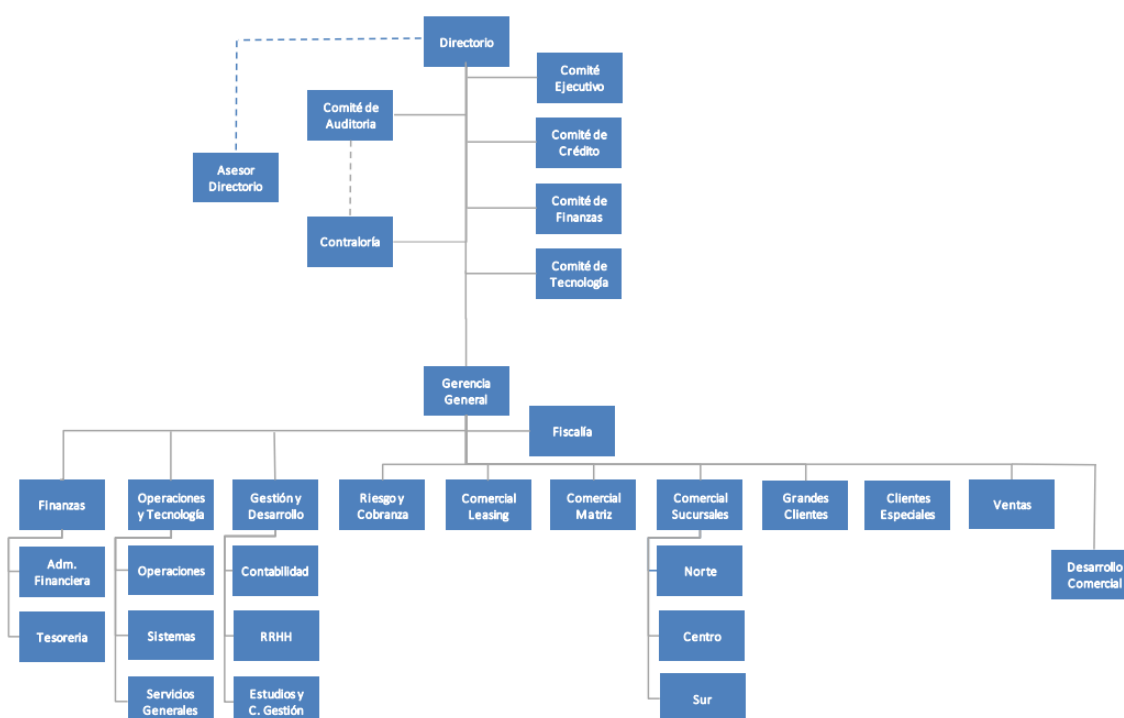 Directorio
Comité
Ejecutivo
Comité de
Auditoria
Comité de
Crédito
Asesor
Directorio
Comité de
Finanzas
Contraloría
Comité de
Tecnología
Gerencia
General
Fiscalía
Finanzas
Operaciones
y Tecnología
Gestión y
Desarrollo
Riesgo y
Cobranza
Comercial
Leasing
Comercial
Matriz
Comercial
Sucursales
Grandes
Clientes
Clientes
Especiales
Ventas
Adm.
Financiera
Operaciones
Contabilidad
Norte
Desarrollo
Comercial
Tesoreria
Sistemas
RRHH
Centro
Servicios
Generales
Estudios y
C. Gestión
Sur